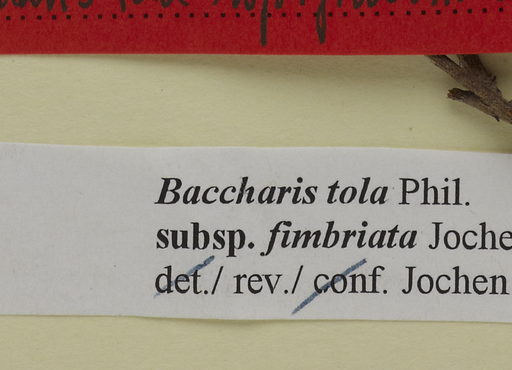 Baccharis tola Phil.
subsp. fimbriata Joche
det./ rev./ conf. Jochen